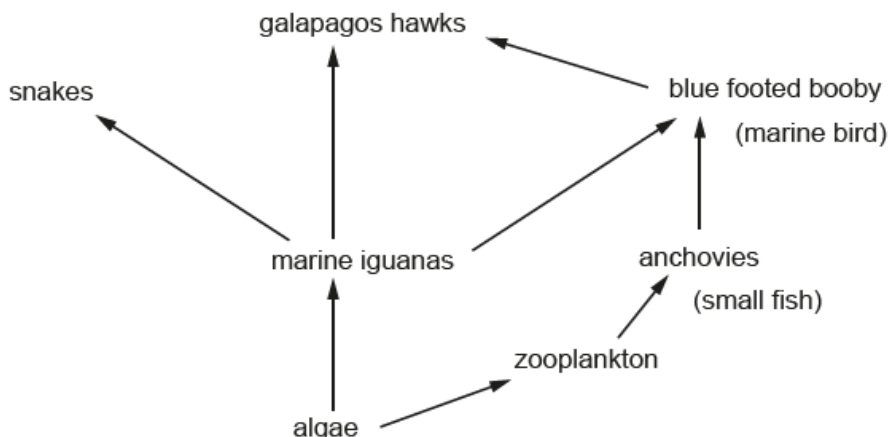 galapagos hawks
snakes
blue footed booby
(marine bird)
marine iguanas
anchovies
(small fish)
zooplankton
algae